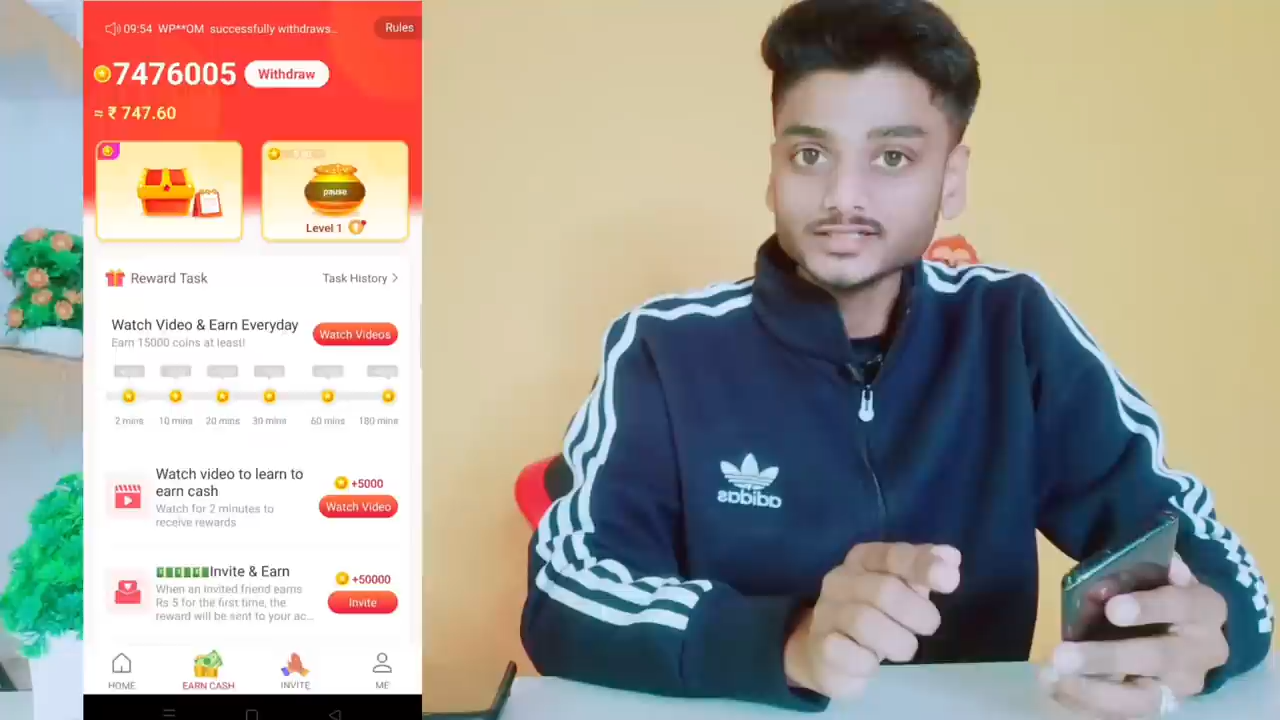 09:54 WP**OM successfully withdraws...
Rules
7476005
Withdraw
≈ ₹ 747.60
pause
Level 1
Reward Task
Task History >
Watch Video & Earn Everyday
Earn 15000 coins at least!
Watch Videos
2 mins 10 mins 20 mins 30 mins 60 mins 180 mins
Watch video to learn to
earn cash
Watch for 2 minutes to
receive rewards
+5000
Watch Video
Invite & Earn
When an invited friend earns
Rs 5 for the first time, the
reward will be sent to your ac...
+50000
Invite
HOME
EARN CASH
INVITE
ME
adidas